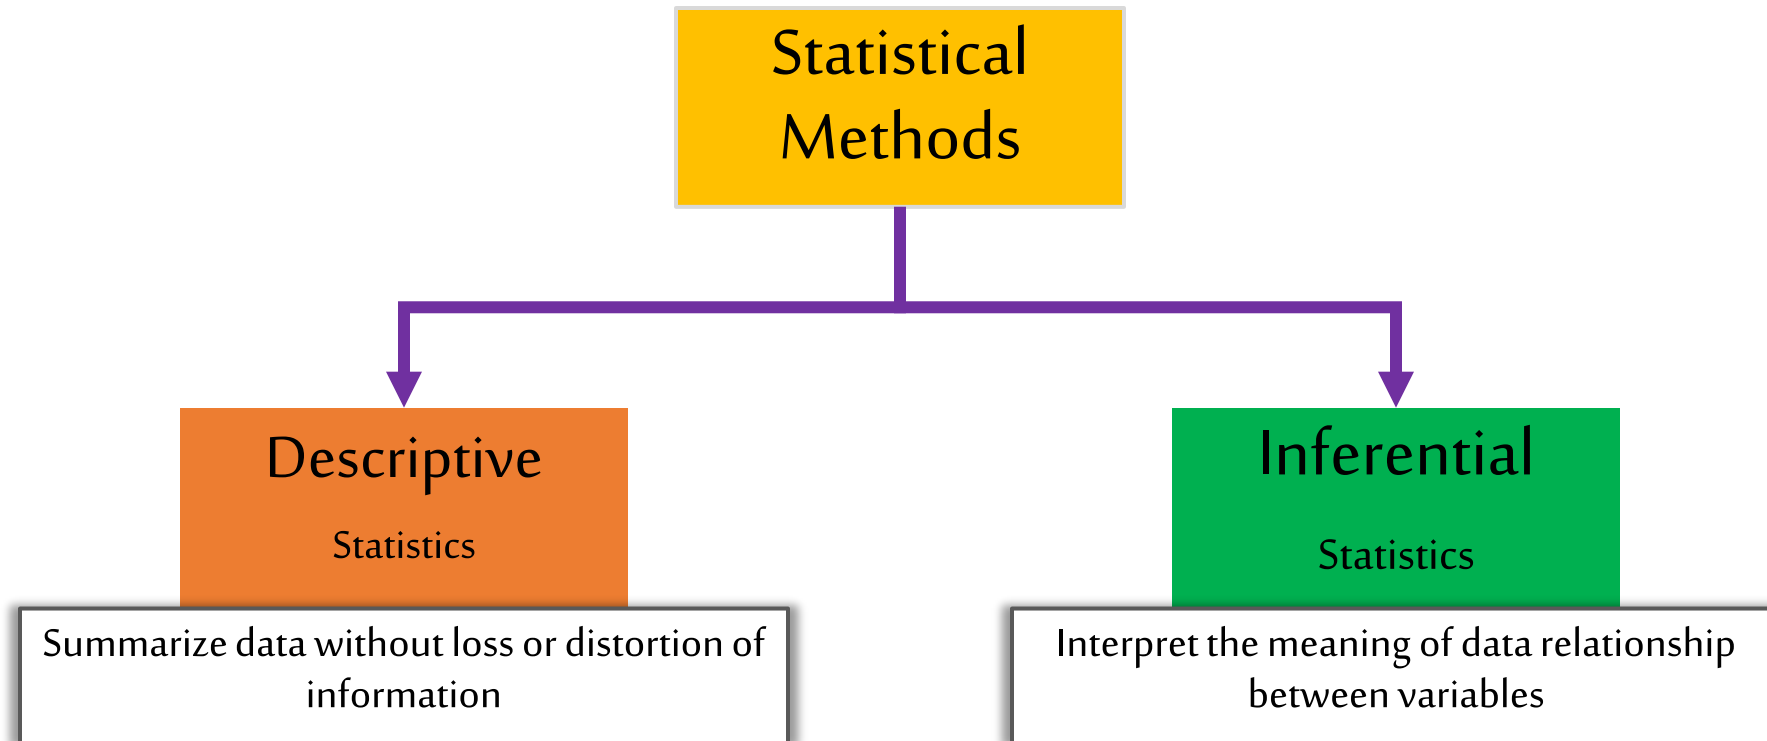 Statistical
Methods
Descriptive
Statistics
Summarize data without loss or distortion of
information
Inferential
Statistics
Interpret the meaning of data relationship
between variables